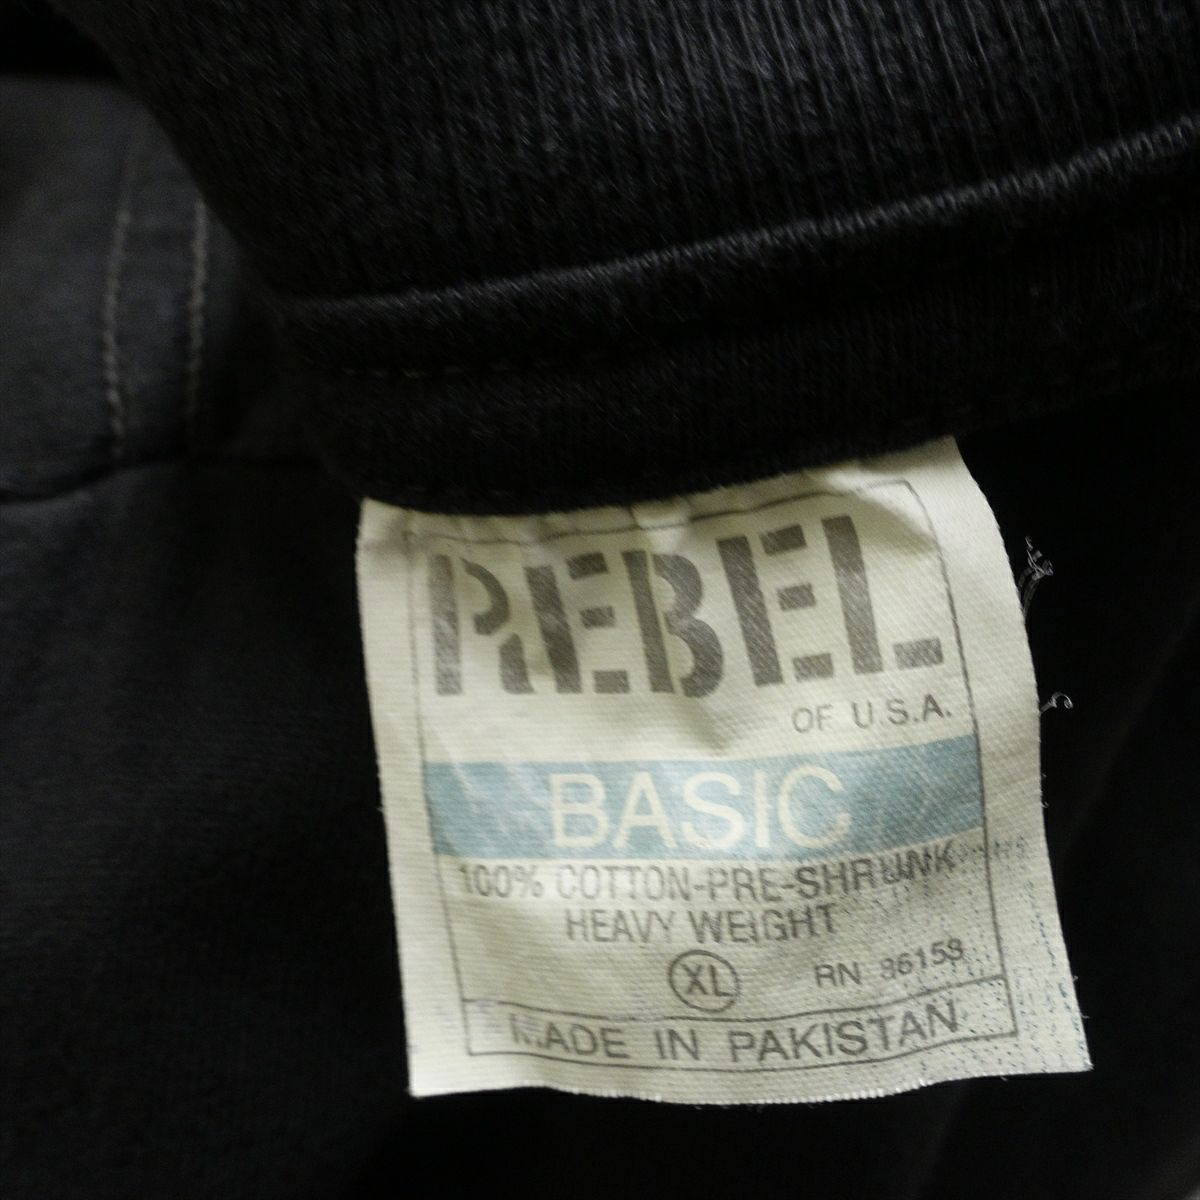 REBEL
OF U.S.A.
BASIC
100% COTTON-PRE-SHRUNK
HEAVY WEIGHT
XL RN 86158
MADE IN PAKISTAN